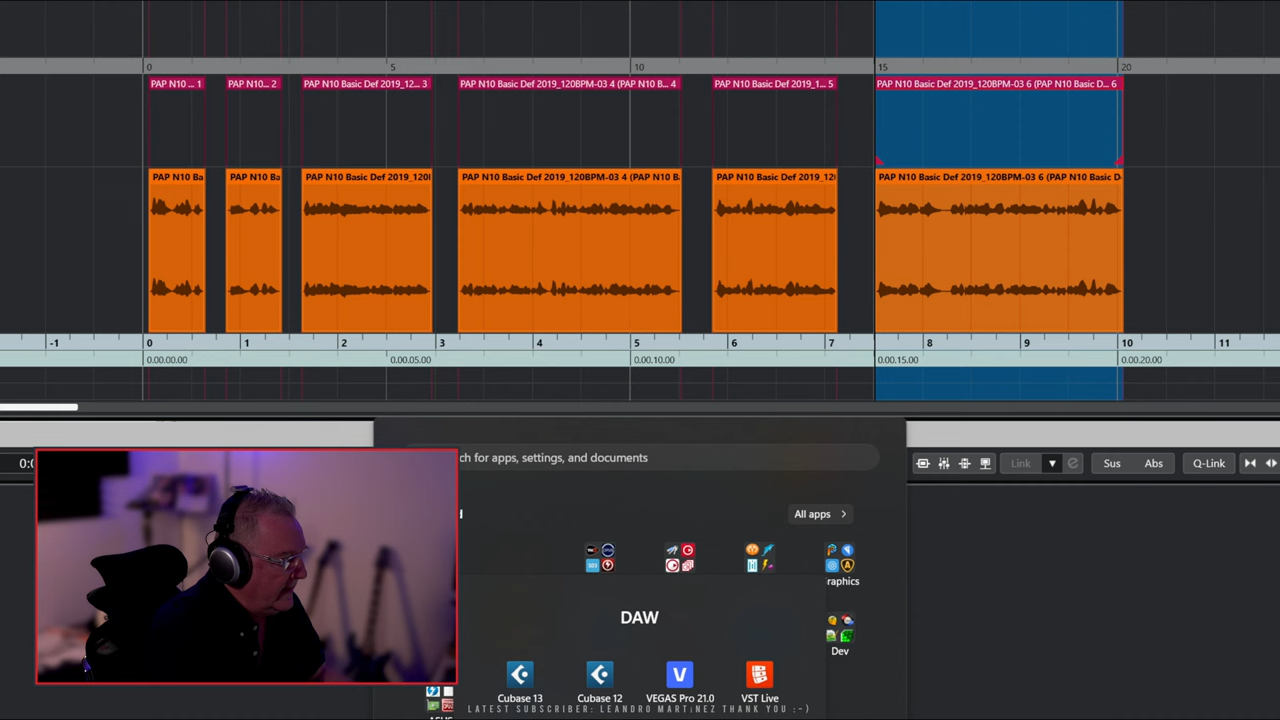 0 5 10 15 20
PAP N10 ... 1 PAP N10... 2 PAP N10 Basic Def 2019_12... 3 PAP N10 Basic Def 2019_120BPM-03 4 (PAP N10 B... 4 PAP N10 Basic Def 2019_1... 5 PAP N10 Basic Def 2019_120BPM-03 6 (PAP N10 Basic D... 6
PAP N10 Ba PAP N10 Ba PAP N10 Basic Def 2019_120I PAP N10 Basic Def 2019_120BPM-03 4 (PAP N10 B PAP N10 Basic Def 2019_12 PAP N10 Basic Def 2019_120BPM-03 6 (PAP N10 Basic D
-1 0 1 2 3 4 5 6 7 8 9 10 11
0.00.00.00 0.00.05.00 0.00.10.00 0.00.15.00 0.00.20.00
ch for apps, settings, and documents
0:0 Link Sus Abs Q-Link
d All apps
raphics
DAW
Dev
Cubase 13 Cubase 12 VEGAS Pro 21.0 VST Live
LATEST SUBSCRIBER: LEANDRO MARTINEZ THANK YOU :-)